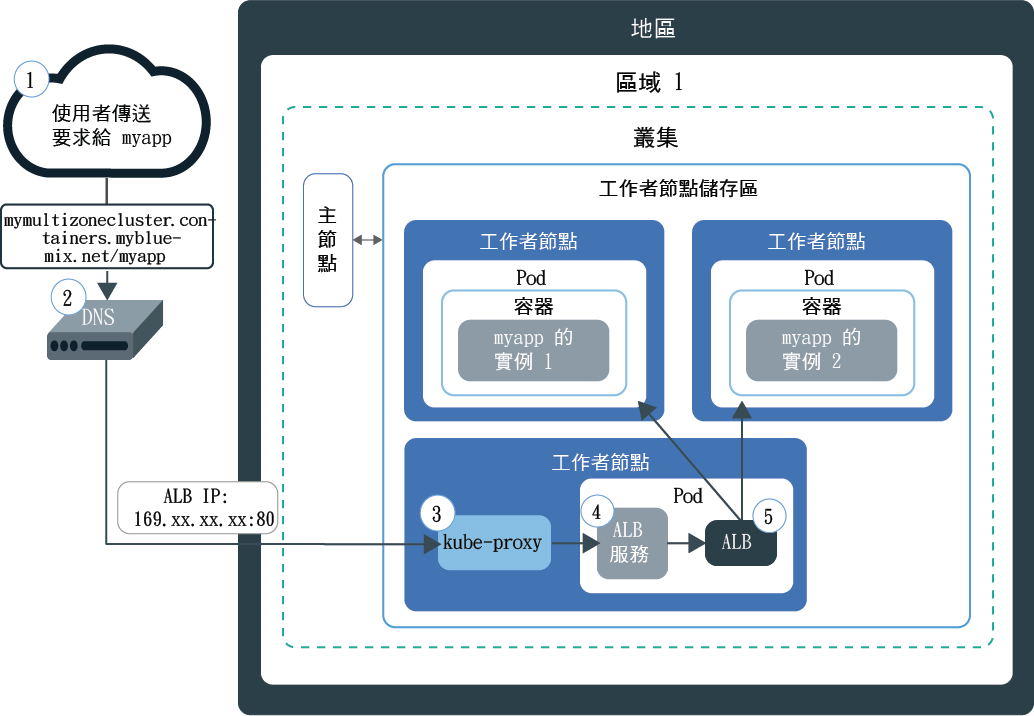 地區
區域 1
叢集
1
使用者傳送
要求給 myapp
mymultizonecluster.con-
tainers.myblue-
mix.net/myapp
2
DNS
ALB IP:
169.xx.xx.xx:80
主
節
點
工作者節點儲存區
工作者節點
Pod
容器
myapp 的
實例 1
工作者節點
Pod
容器
myapp 的
實例 2
工作者節點
3
kube-proxy
Pod
4
ALB
服務
5
ALB